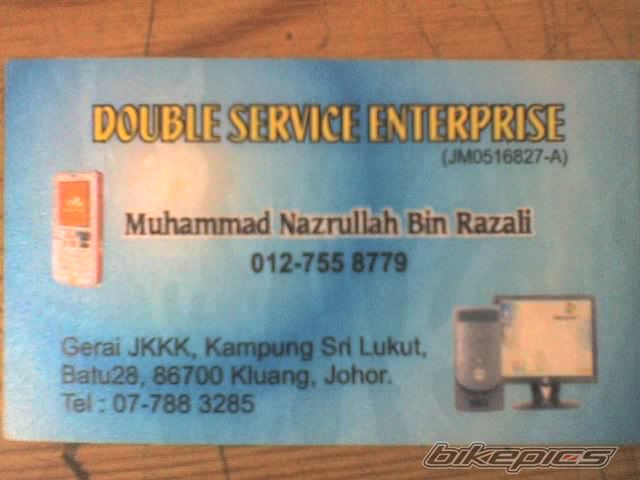 DOUBLE SERVICE ENTERPRISE
(JM0516827-A)
Muhammad Nazrullah Bin Razali
012-755 8779
Gerai JKKK, Kampung Sri Lukut,
Batu28, 86700 Kluang, Johor.
Tel : 07-788 3285
bikepics